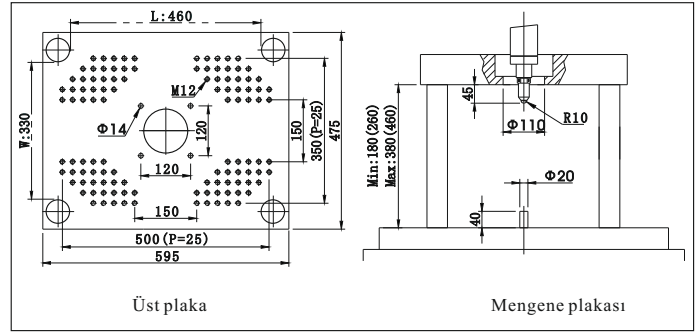 L:460
M12
Φ14
W:330
120
120
150
150
350(P=25)
475
500(P=25)
595
Üst plaka
45
R10
Φ110
Min:180(260)
Max:380(460)
Φ20
40
Mengene plakası